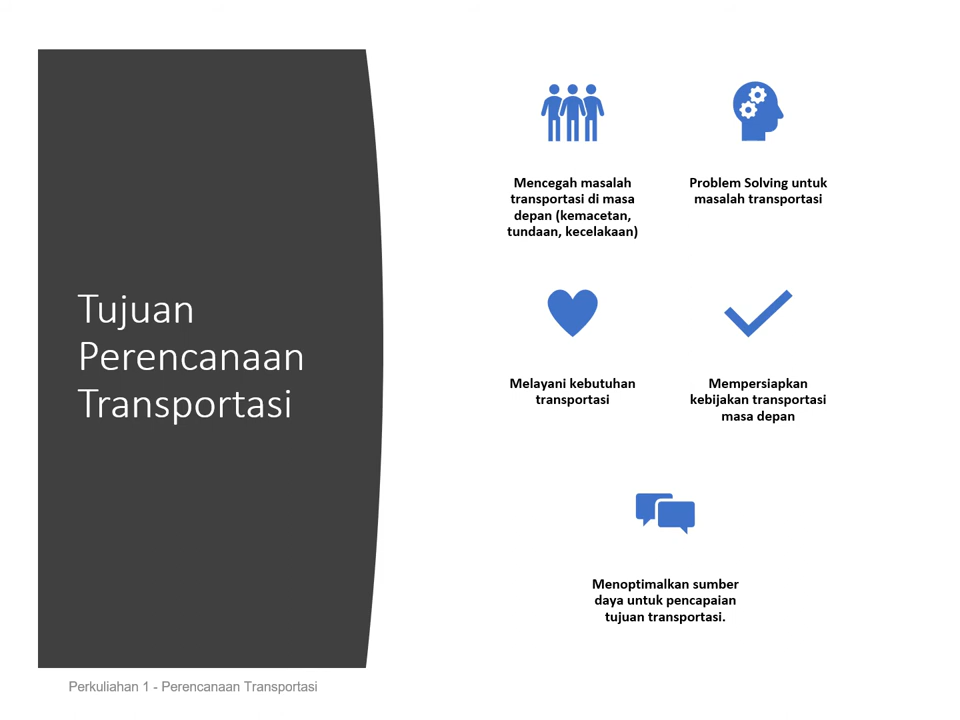 Tujuan
Perencanaan
Transportasi
Mencegah masalah
transportasi di masa
depan (kemacetan,
tundaan, kecelakaan)
Problem Solving untuk
masalah transportasi
Melayani kebutuhan
transportasi
Mempersiapkan
kebijakan transportasi
masa depan
Menoptimalkan sumber
daya untuk pencapaian
tujuan transportasi.
Perkuliahan 1 - Perencanaan Transportasi